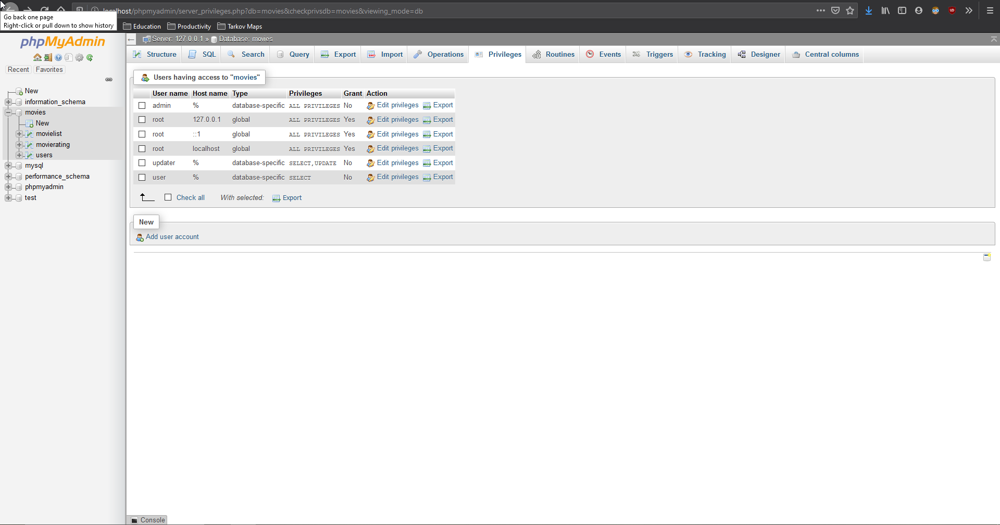 localhost/phpmyadmin/server_privileges.php?db=movies&checkprivsdb=movies&viewing_mode=db
Go back one page
Right-click or pull down to show history
Education Productivity Tarkov Maps
phpMyAdmin
Recent Favorites
New
information_schema
movies
New
movielist
movierating
users
mysql
performance_schema
phpmyadmin
test
Server: 127.0.0.1 » Database: movies
Structure SQL Search Query Export Import Operations Privileges Routines Events Triggers Tracking Designer Central columns
Users having access to "movies"
User name Host name Type Privileges Grant Action
admin % database-specific ALL PRIVILEGES No Edit privileges Export
root 127.0.0.1 global ALL PRIVILEGES Yes Edit privileges Export
root ::1 global ALL PRIVILEGES Yes Edit privileges Export
root localhost global ALL PRIVILEGES Yes Edit privileges Export
updater % database-specific SELECT,UPDATE No Edit privileges Export
user % database-specific SELECT No Edit privileges Export
Check all With selected: Export
New
Add user account
Console